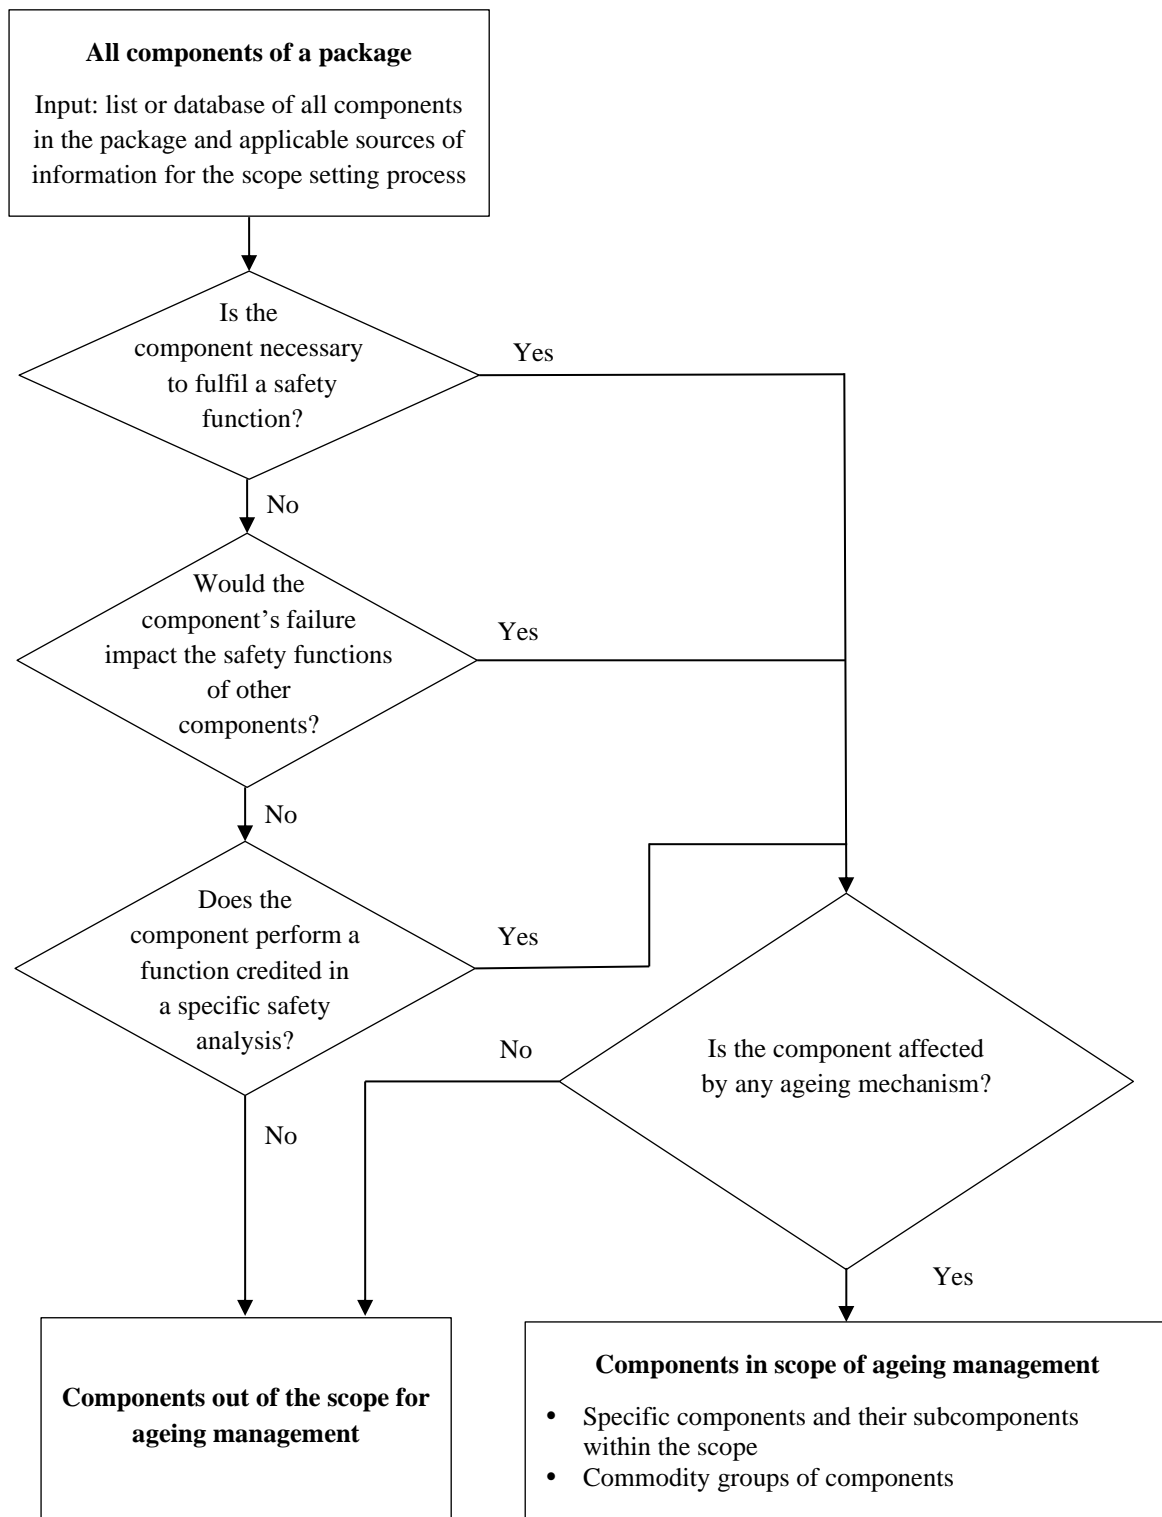 All components of a package
Input: list or database of all components
in the package and applicable sources of
information for the scope setting process
Is the
component necessary
to fulfil a safety
function?
Yes
No
Would the
component’s failure
impact the safety functions
of other
components?
Yes
No
Does the
component perform a
function credited in
a specific safety
analysis?
Yes
No
Is the component affected
by any ageing mechanism?
No
Yes
Components out of the scope for
ageing management
Components in scope of ageing management
• Specific components and their subcomponents
within the scope
• Commodity groups of components